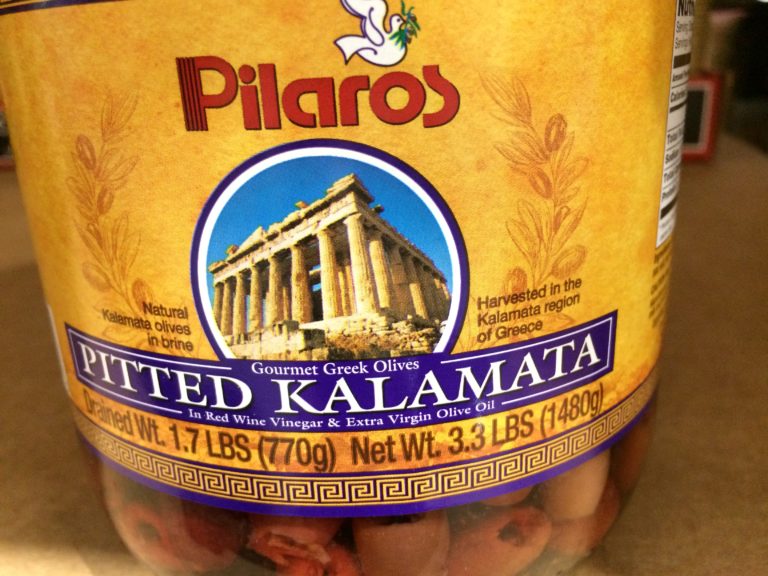 Pilaros
Natural
Kalamata olives
in brine
Harvested in the
Kalamata region
of Greece
Gourmet Greek Olives
PITTED KALAMATA
In Red Wine Vinegar & Extra Virgin Olive Oil
Drained Wt. 1.7 LBS (770g) Net Wt. 3.3 LBS (1480g)